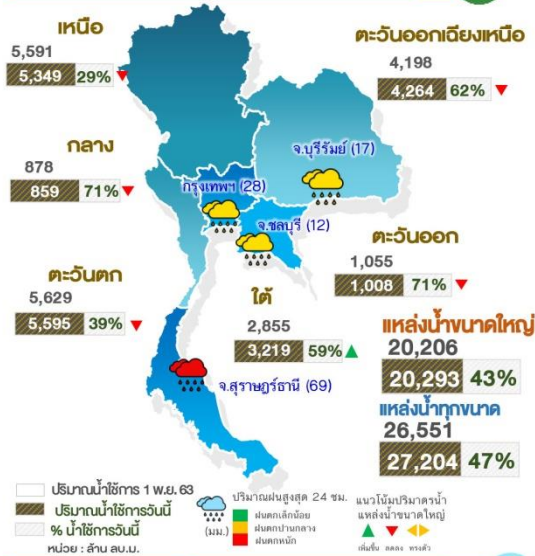 เหนือ
5,591
5,349 29%
ตะวันออกเฉียงเหนือ
4,198
4,264 62%
จ.บุรีรัมย์ (17)
กลาง
878
859 71%
กรุงเทพฯ (28)
จ.ชลบุรี (12)
ตะวันออก
1,055
1,008 71%
ตะวันตก
5,629
5,595 39%
ใต้
2,855
3,219 59%
จ.สุราษฎร์ธานี (69)
แหล่งน้ำขนาดใหญ่
20,206
20,293 43%
แหล่งน้ำทุกขนาด
26,551
27,204 47%
ปริมาณน้ำใช้การ 1 พ.ย. 63
ปริมาณน้ำใช้การวันนี้
% น้ำใช้การวันนี้
หน่วย : ล้าน ลบ.ม.
(มม.)
ปริมาณฝนสูงสุด 24 ชม.
ฝนตกเล็กน้อย
ฝนตกปานกลาง
ฝนตกหนัก
แนวโน้มปริมาตรน้ำ
แหล่งน้ำขนาดใหญ่
เพิ่มขึ้น ลดลง ทรงตัว